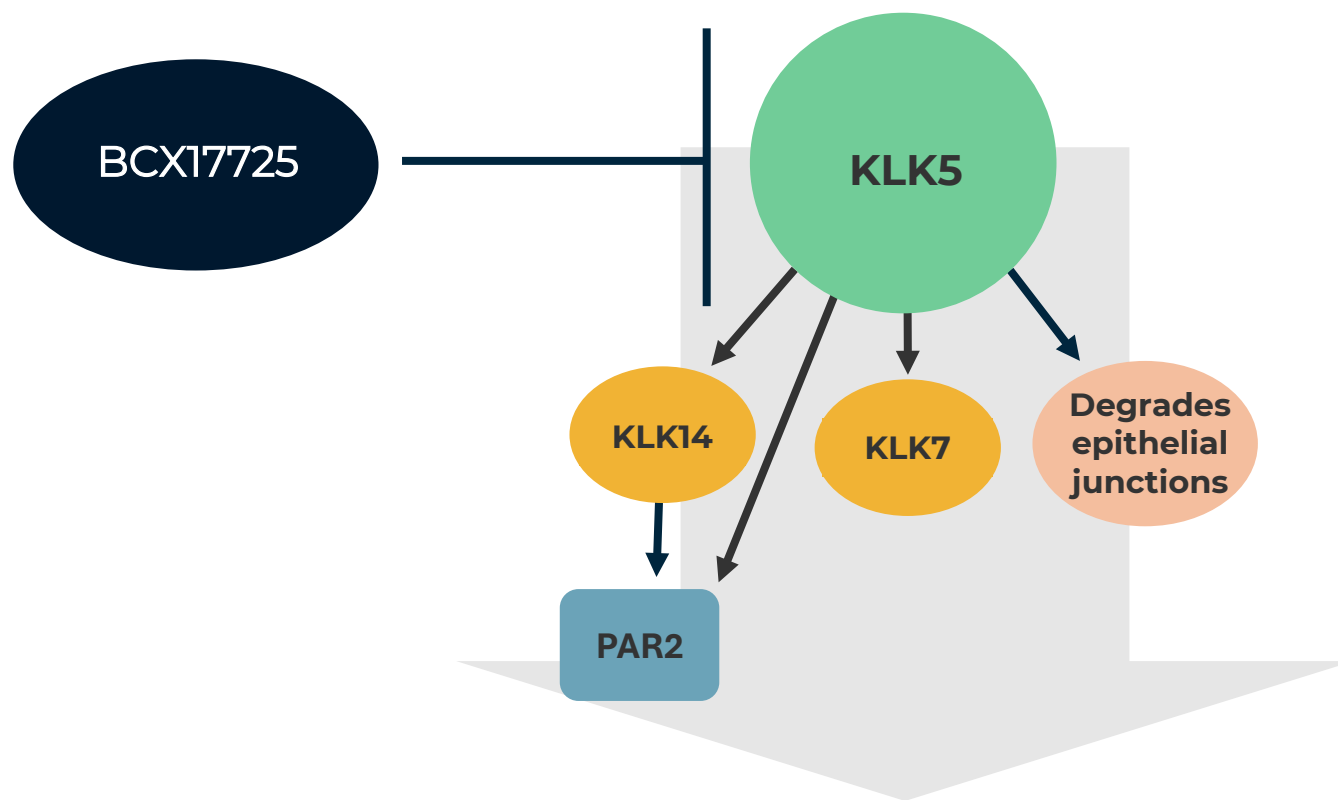 BCX17725
KLK5
KLK14
KLK7
Degrades
epithelial
junctions
PAR2